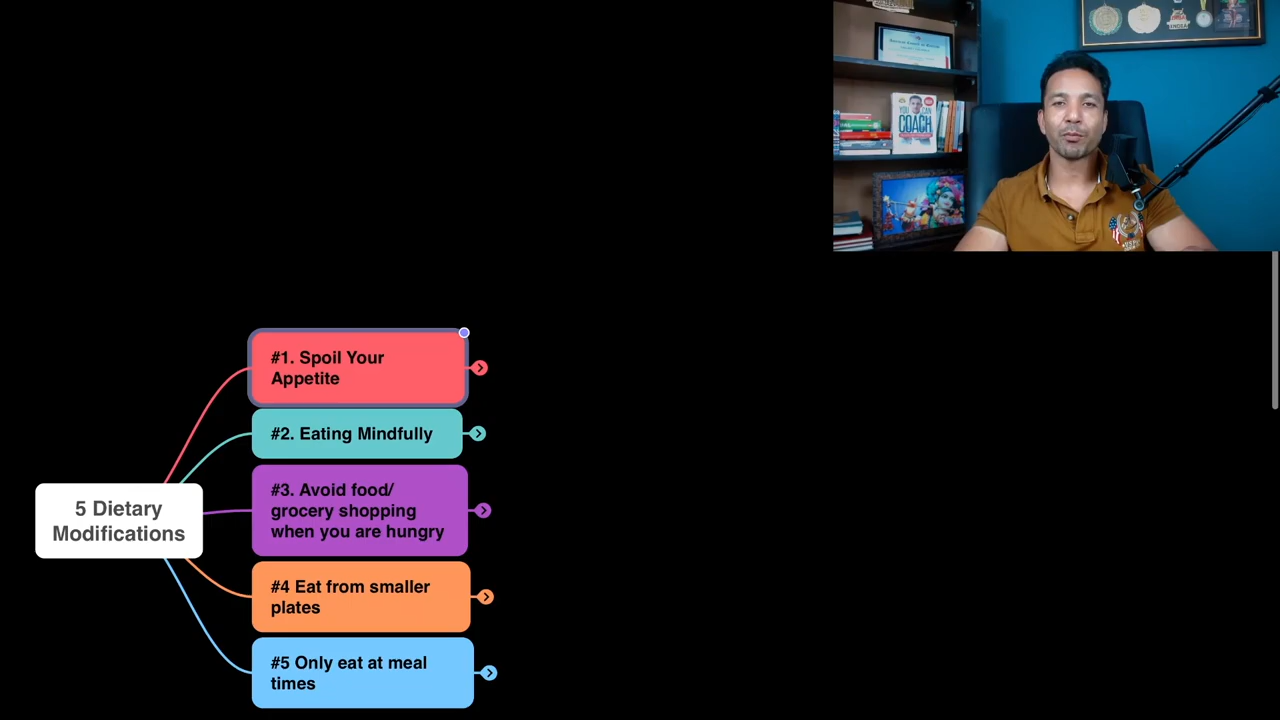 YOU CAN
COACH
5 Dietary
Modifications
#1. Spoil Your
Appetite
#2. Eating Mindfully
#3. Avoid food/
grocery shopping
when you are hungry
#4 Eat from smaller
plates
#5 Only eat at meal
times